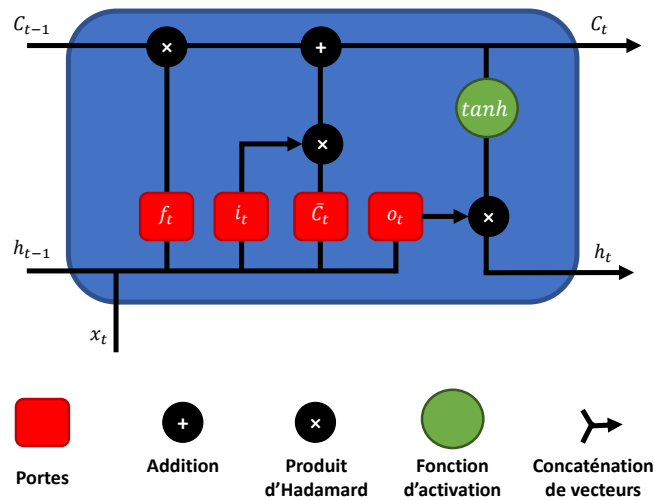 C_{t-1}
C_t
×
+
tanh
×
f_t
i_t
C̄_t
o_t
×
h_{t-1}
h_t
x_t
+
×
Portes
Addition
Produit
d'Hadamard
Fonction
d'activation
Concaténation
de vecteurs